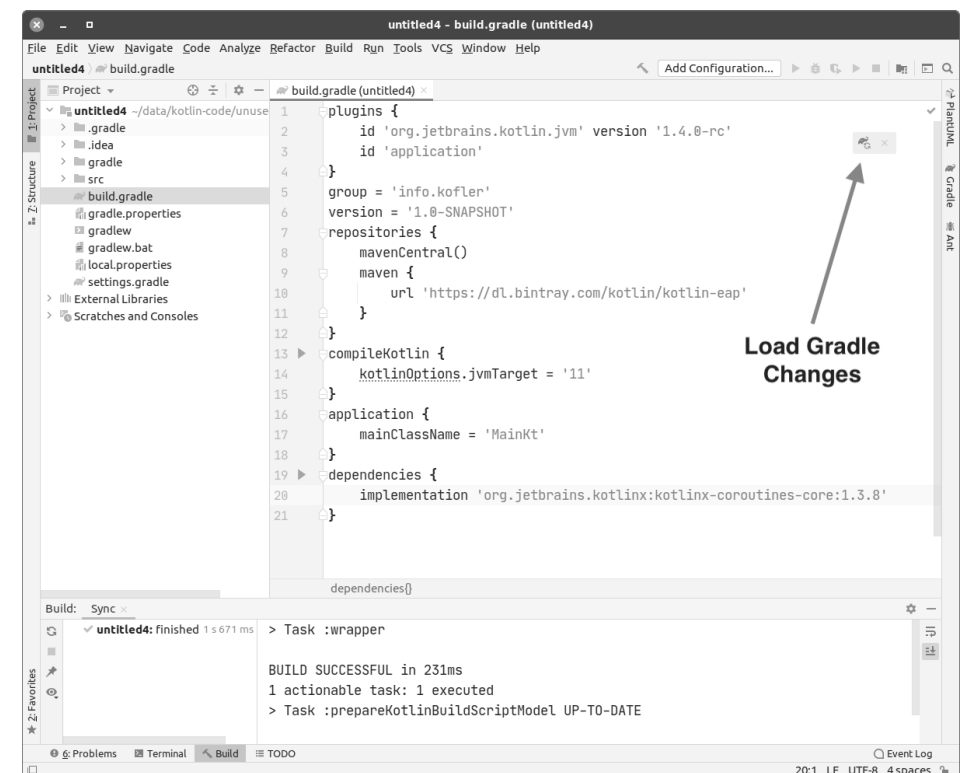 untitled4 - build.gradle (untitled4)
File Edit View Navigate Code Analyze Refactor Build Run Tools VCS Window Help
untitled4 build.gradle Add Configuration...
1: Project
7: Structure
2: Favorites
Project
untitled4 ~/data/kotlin-code/unuse
.gradle
.idea
gradle
src
build.gradle
gradle.properties
gradlew
gradlew.bat
local.properties
settings.gradle
External Libraries
Scratches and Consoles
build.gradle (untitled4)
1 plugins {
2 id 'org.jetbrains.kotlin.jvm' version '1.4.0-rc'
3 id 'application'
4 }
5 group = 'info.kofler'
6 version = '1.0-SNAPSHOT'
7 repositories {
8 mavenCentral()
9 maven {
10 url 'https://dl.bintray.com/kotlin/kotlin-eap'
11 }
12 }
13 compileKotlin {
14 kotlinOptions.jvmTarget = '11'
15 }
16 application {
17 mainClassName = 'MainKt'
18 }
19 dependencies {
20 implementation 'org.jetbrains.kotlinx:kotlinx-coroutines-core:1.3.8'
21 }
dependencies{}
Load Gradle
Changes
PlantUML
Gradle
Ant
Build: Sync
untitled4: finished 1 s 671 ms
> Task :wrapper
BUILD SUCCESSFUL in 231ms
1 actionable task: 1 executed
> Task :prepareKotlinBuildScriptModel UP-TO-DATE
6: Problems Terminal Build TODO Event Log
20:1 LF UTF-8 4 spaces